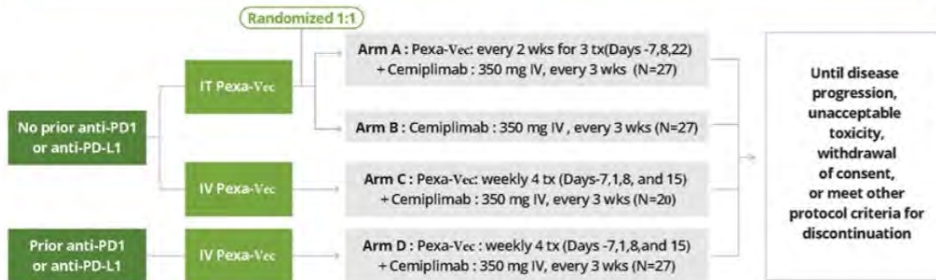 Randomized 1:1
No prior anti-PD1
or anti-PD-L1
IT Pexa-Vec
Arm A : Pexa-Vec: every 2 wks for 3 tx(Days -7,8,22)
+ Cemiplimab : 350 mg IV, every 3 wks (N=27)
Arm B : Cemiplimab : 350 mg IV , every 3 wks (N=27)
IV Pexa-Vec
Arm C : Pexa-Vec: weekly 4 tx (Days-7,1,8, and 15)
+ Cemiplimab : 350 mg IV, every 3 wks (N=20)
Prior anti-PD1
or anti-PD-L1
IV Pexa-Vec
Arm D : Pexa-Vec : weekly 4 tx (Days -7,1,8,and 15)
+ Cemiplimab : 350 mg IV, every 3 wks (N=27)
Until disease
progression,
unacceptable
toxicity,
withdrawal
of consent,
or meet other
protocol criteria for
discontinuation